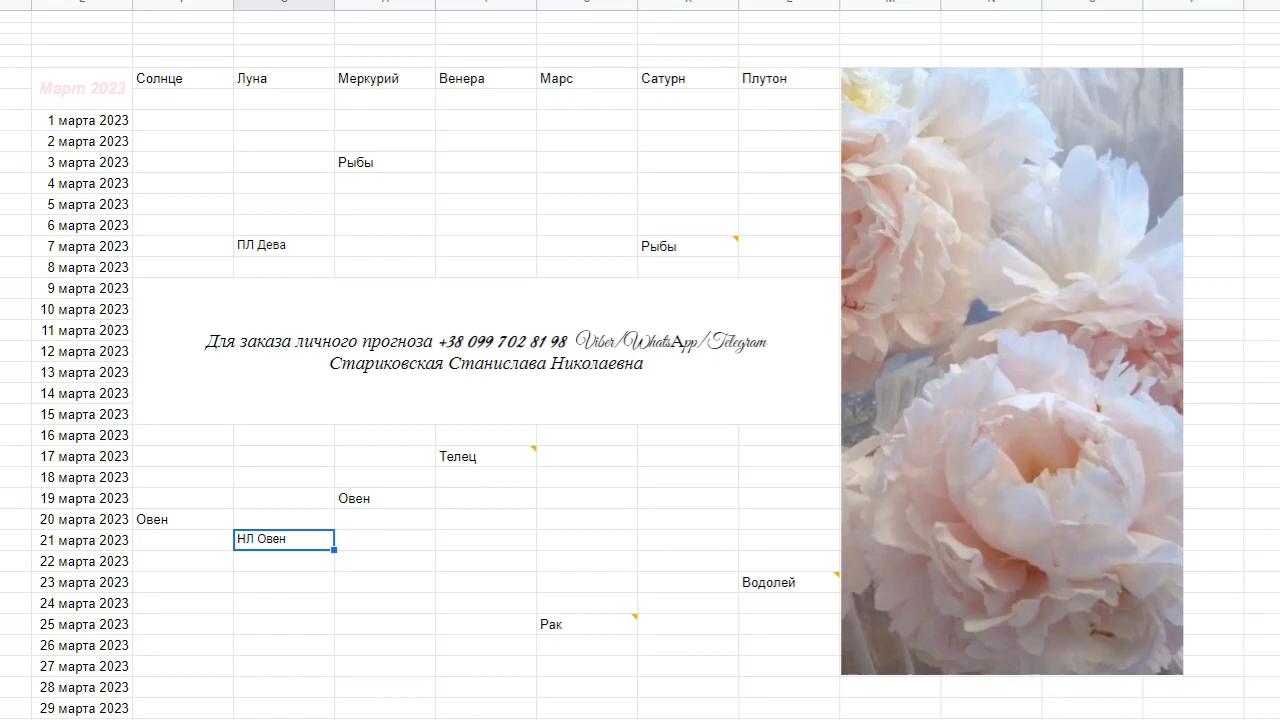 Март 2023 Солнце Луна Меркурий Венера Марс Сатурн Плутон
1 марта 2023
2 марта 2023
3 марта 2023 Рыбы
4 марта 2023
5 марта 2023
6 марта 2023
7 марта 2023 ПЛ Дева Рыбы
8 марта 2023
9 марта 2023
10 марта 2023
11 марта 2023
12 марта 2023
13 марта 2023
14 марта 2023
15 марта 2023
Для заказа личного прогноза +38 099 702 81 98 Viber/WhatsApp/Telegram
Стариковская Станислава Николаевна
16 марта 2023
17 марта 2023 Телец
18 марта 2023
19 марта 2023 Овен
20 марта 2023 Овен
21 марта 2023 НЛ Овен
22 марта 2023
23 марта 2023 Водолей
24 марта 2023
25 марта 2023 Рак
26 марта 2023
27 марта 2023
28 марта 2023
29 марта 2023